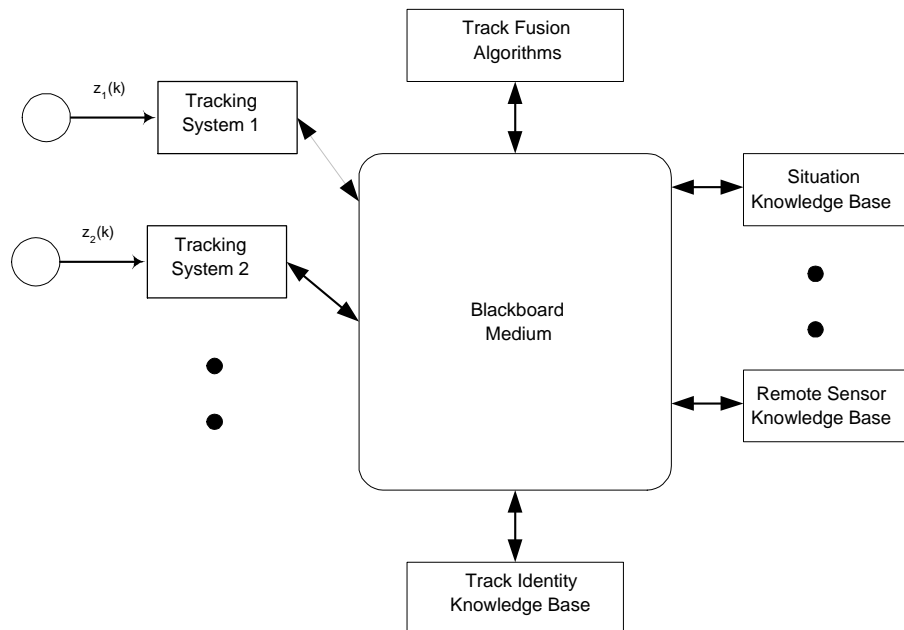 Track Fusion
Algorithms
z1(k)
Tracking
System 1
Situation
Knowledge Base
z2(k)
Tracking
System 2
Blackboard
Medium
Remote Sensor
Knowledge Base
Track Identity
Knowledge Base